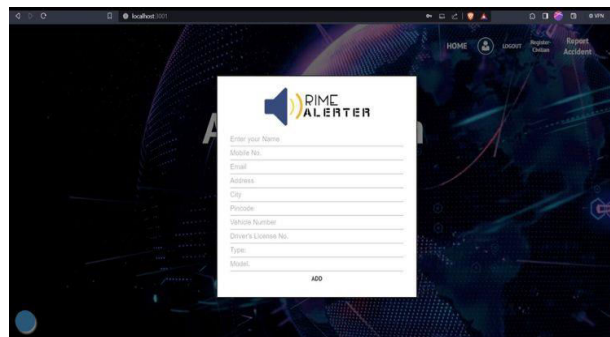 localhost:3001
VPN
HOME
LOGOUT
Register Civilian
Report Accident
A
RIME
ALERTER
Enter your Name.
Mobile No.
Email
Address
City
Pincode
Vehicle Number
Driver's License No.
Type.
Model.
ADD